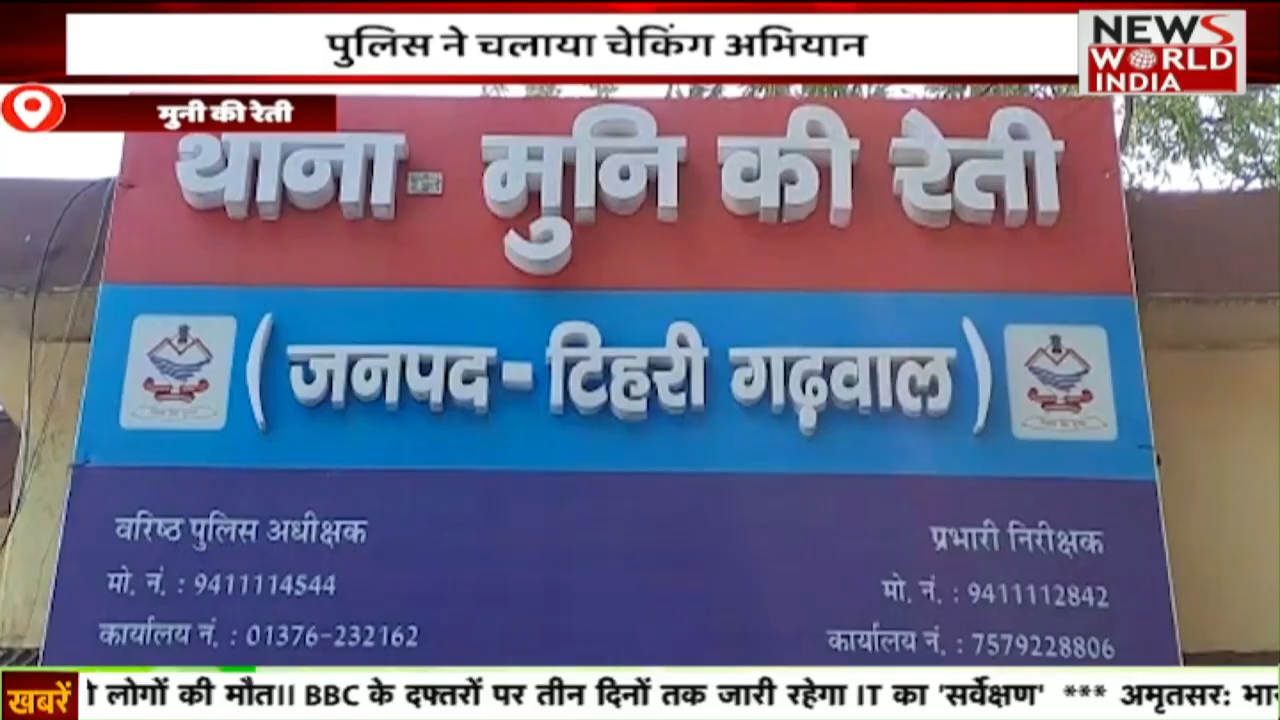 पुलिस ने चलाया चेकिंग अभियान
NEWS
WORLD
INDIA
मुनी की रेती
थाना- मुनि की रेती
( जनपद - टिहरी गढ़वाल )
वरिष्ठ पुलिस अधीक्षक
मो. नं. : 9411114544
कार्यालय नं. : 01376-232162
प्रभारी निरीक्षक
मो. नं. : 9411112842
कार्यालय नं. : 7579228806
खबरें
लोगों की मौत।। BBC के दफ्तरों पर तीन दिनों तक जारी रहेगा IT का 'सर्वेक्षण' *** अमृतसर: